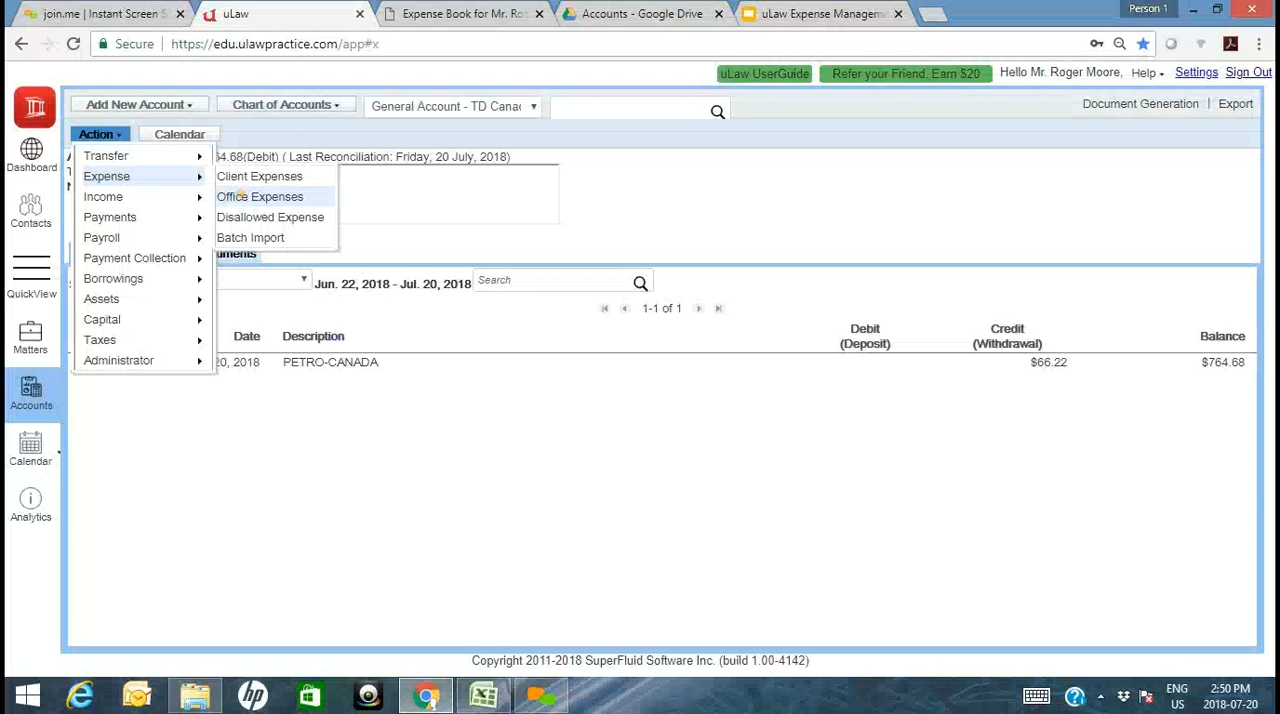 join.me | Instant Screen S
uLaw
Expense Book for Mr. Ro
Accounts - Google Drive
uLaw Expense Managem
Person 1
Secure
https://edu.ulawpractice.com/app#x
uLaw UserGuide
Refer your Friend, Earn $20
Hello Mr. Roger Moore,
Help
Settings
Sign Out
Add New Account
Chart of Accounts
General Account - TD Cana
Document Generation
Export
Action
Calendar
4.68(Debit) ( Last Reconciliation: Friday, 20 July, 2018)
Transfer
Expense
Income
Payments
Payroll
Payment Collection
Borrowings
Assets
Capital
Taxes
Administrator
Client Expenses
Office Expenses
Disallowed Expense
Batch Import
uments
Jun. 22, 2018 - Jul. 20, 2018
Search
1-1 of 1
Date
Description
Debit
(Deposit)
Credit
(Withdrawal)
Balance
20, 2018
PETRO-CANADA
$66.22
$764.68
Dashboard
Contacts
QuickView
Matters
Accounts
Calendar
Analytics
Copyright 2011-2018 SuperFluid Software Inc. (build 1.00-4142)
hp
ENG
US
2:50 PM
2018-07-20